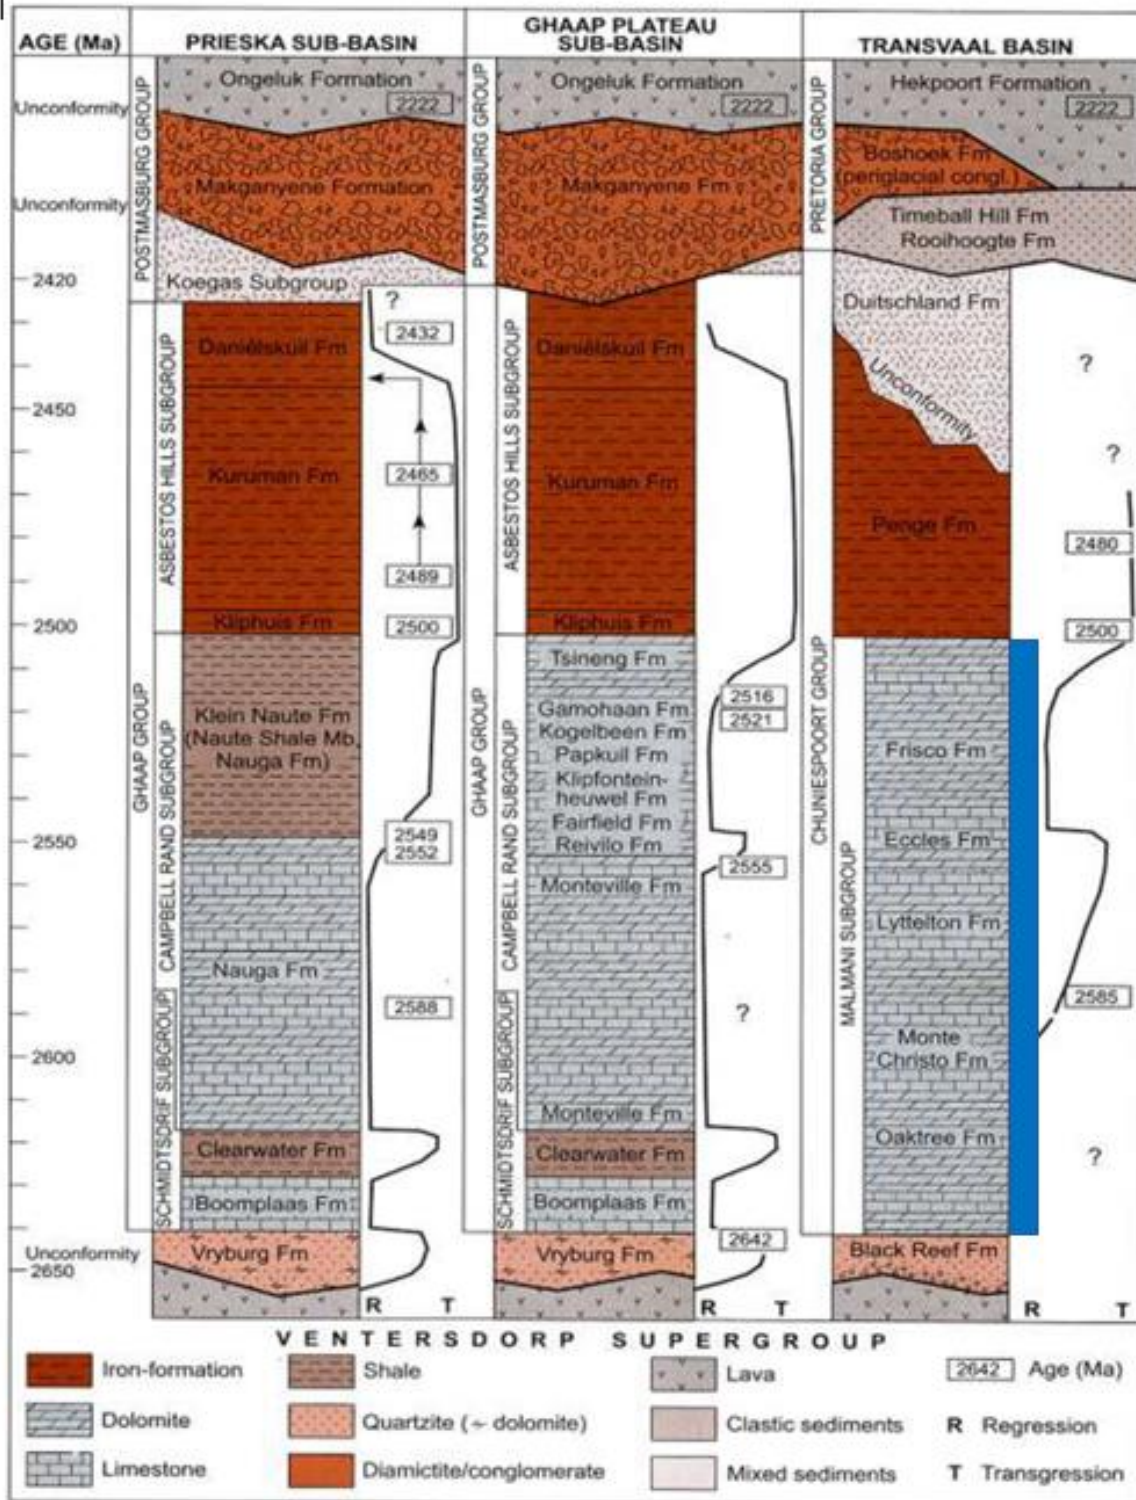 AGE (Ma)
PRIESKA SUB-BASIN
GHAAP PLATEAU
SUB-BASIN
TRANSVAAL BASIN
Unconformity
Unconformity
2420
2450
2500
2550
2600
Unconformity
2650
POSTMASBURG GROUP
GHAAP GROUP
ASBESTOS HILLS SUBGROUP
CAMPBELL RAND SUBGROUP
SCHMIDTSDRIF SUBGROUP
Ongeluk Formation
2222
Makganyene Formation
Koegas Subgroup
?
Daniëlskuil Fm
2432
Kuruman Fm
2465
2489
Kliphuis Fm
2500
Klein Naute Fm
(Naute Shale Mb,
Nauga Fm)
2549
2552
Nauga Fm
2588
Clearwater Fm
Boomplaas Fm
Vryburg Fm
R T
POSTMASBURG GROUP
GHAAP GROUP
ASBESTOS HILLS SUBGROUP
CAMPBELL RAND SUBGROUP
SCHMIDTSDRIF SUBGROUP
Ongeluk Formation
2222
Makganyene Fm
Daniëlskuil Fm
Kuruman Fm
Kliphuis Fm
Tsineng Fm
2516
Gamohaan Fm
2521
Kogelbeen Fm
Papkuil Fm
Klipfontein-
heuwel Fm
Fairfield Fm
Reivilo Fm
2555
Monteville Fm
?
Monteville Fm
Clearwater Fm
Boomplaas Fm
2642
Vryburg Fm
R T
PRETORIA GROUP
CHUNIESPOORT GROUP
MALMANI SUBGROUP
Hekpoort Formation
2222
Boshoek Fm
(periglacial congl.)
Timeball Hill Fm
Rooihoogte Fm
Duitschland Fm
?
Unconformity
?
Penge Fm
2480
2500
Frisco Fm
Eccles Fm
Lyttelton Fm
2585
Monte
Christo Fm
Oaktree Fm
?
Black Reef Fm
R T
VENTERSDORP SUPERGROUP
Iron-formation
Shale
Lava
2642 Age (Ma)
Dolomite
Quartzite (± dolomite)
Clastic sediments
R Regression
Limestone
Diamictite/conglomerate
Mixed sediments
T Transgression